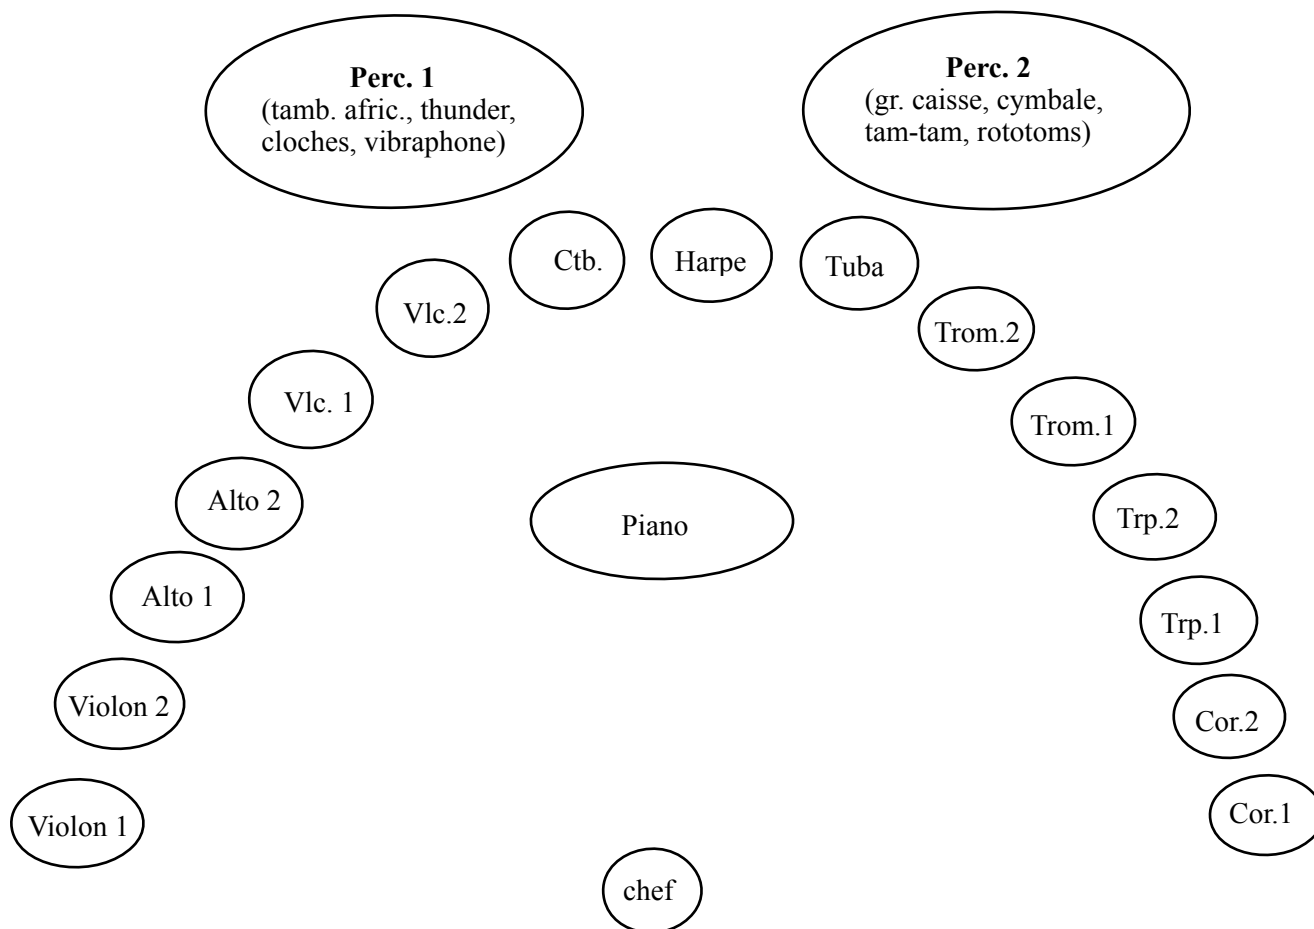 Perc. 1
(tamb. afric., thunder,
cloches, vibraphone)
Perc. 2
(gr. caisse, cymbale,
tam-tam, rototoms)
Ctb.
Harpe
Tuba
Vlc.2
Trom.2
Vlc. 1
Trom.1
Alto 2
Piano
Trp.2
Alto 1
Trp.1
Violon 2
Cor.2
Violon 1
Cor.1
chef